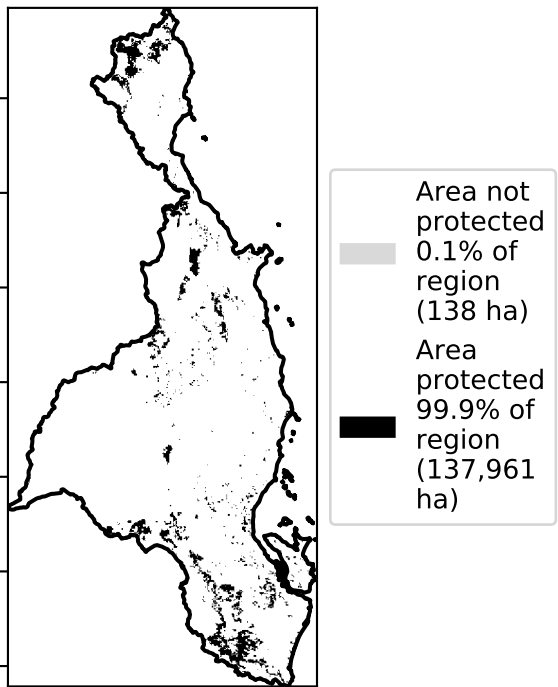 Area not
protected
0.1% of
region
(138 ha)
Area
protected
99.9% of
region
(137,961
ha)